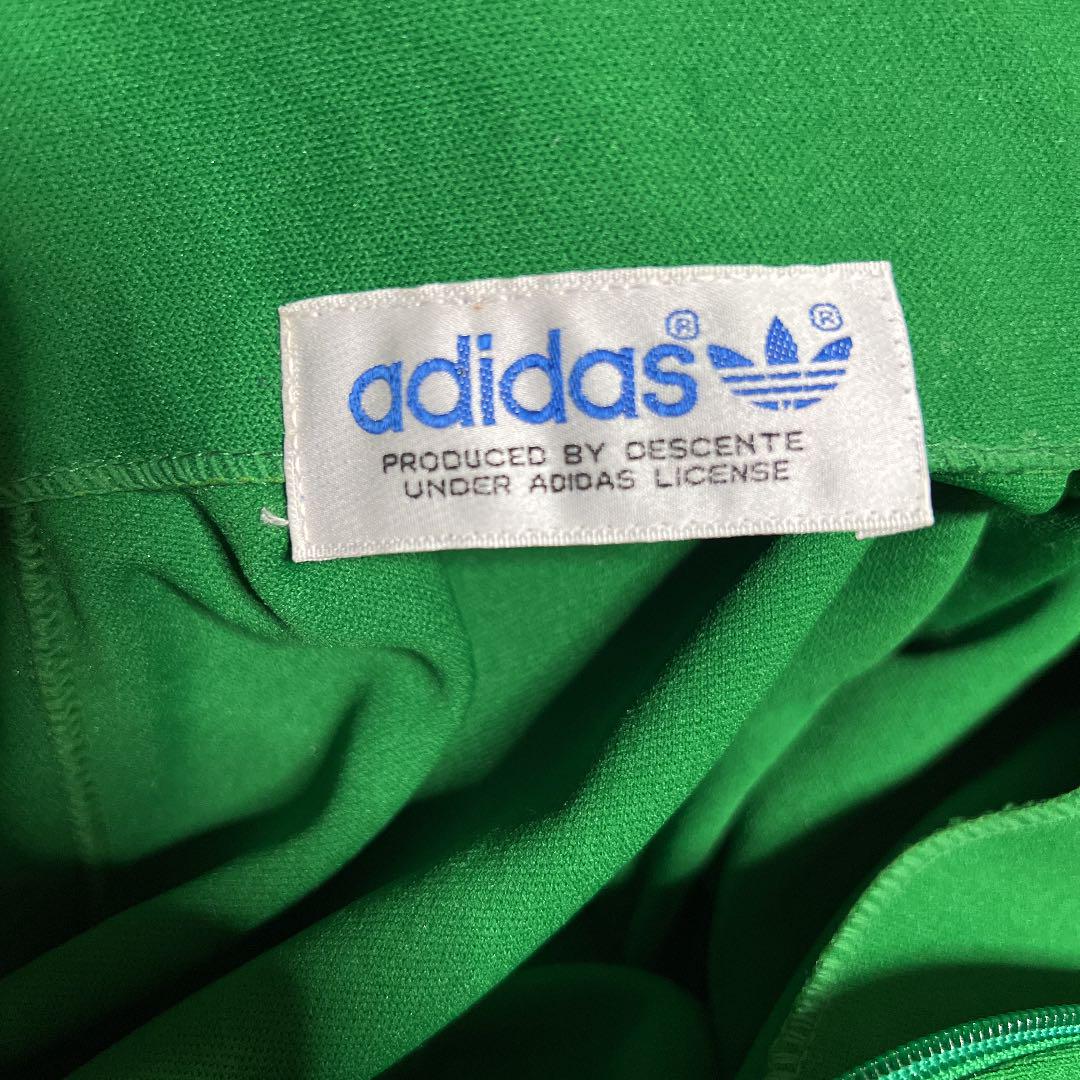 adidas®®
PRODUCED BY DESCENTE
UNDER ADIDAS LICENSE